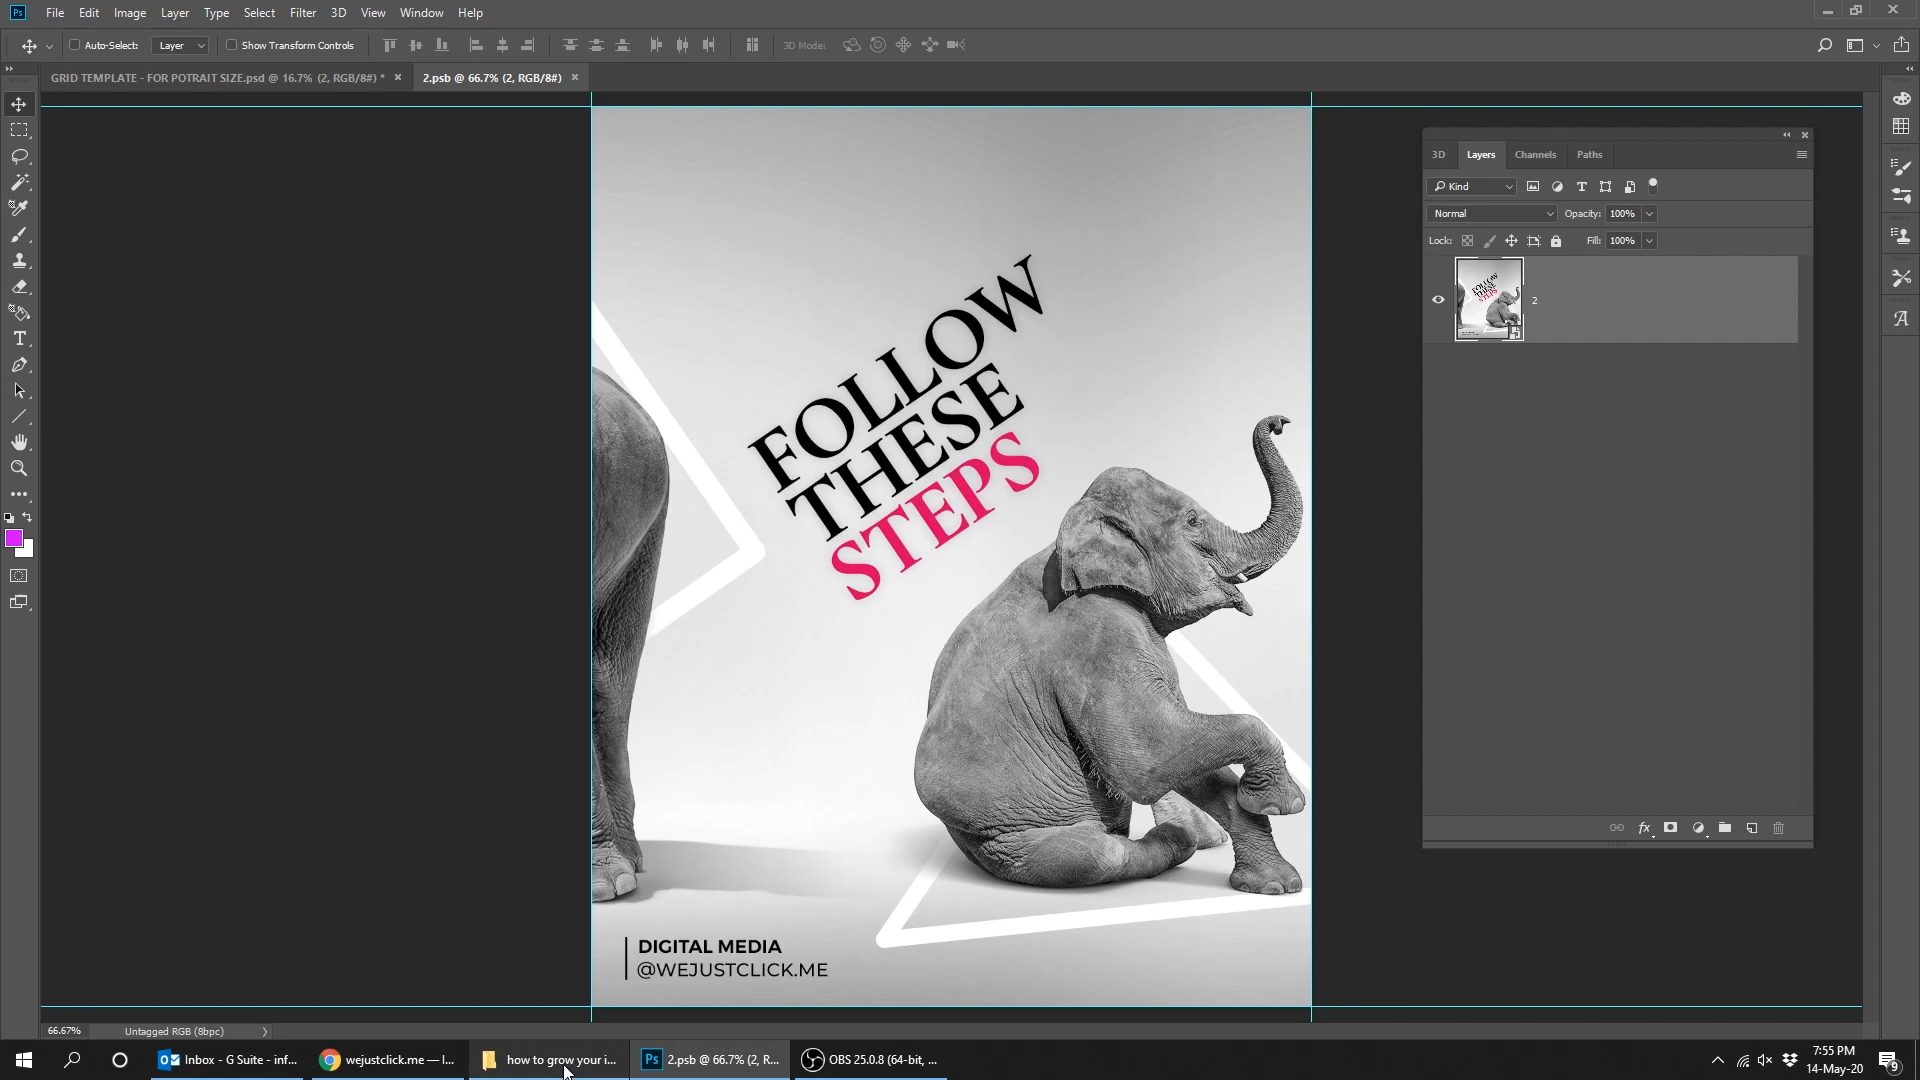 Ps File Edit Image Layer Type Select Filter 3D View Window Help
Auto-Select: Layer Show Transform Controls 3D Mode:
GRID TEMPLATE - FOR POTRAIT SIZE.psd @ 16.7% (2, RGB/8#) * 2.psb @ 66.7% (2, RGB/8#)
3D Layers Channels Paths
Kind
Normal Opacity: 100%
Lock: Fill: 100%
2
FOLLOW
THESE
STEPS
DIGITAL MEDIA
@WEJUSTCLICK.ME
66.67% Untagged RGB (8bpc)
Inbox - G Suite - inf... wejustclick.me — I... how to grow your i... Ps 2.psb @ 66.7% (2, R... OBS 25.0.8 (64-bit, ... 7:55 PM
14-May-20 9